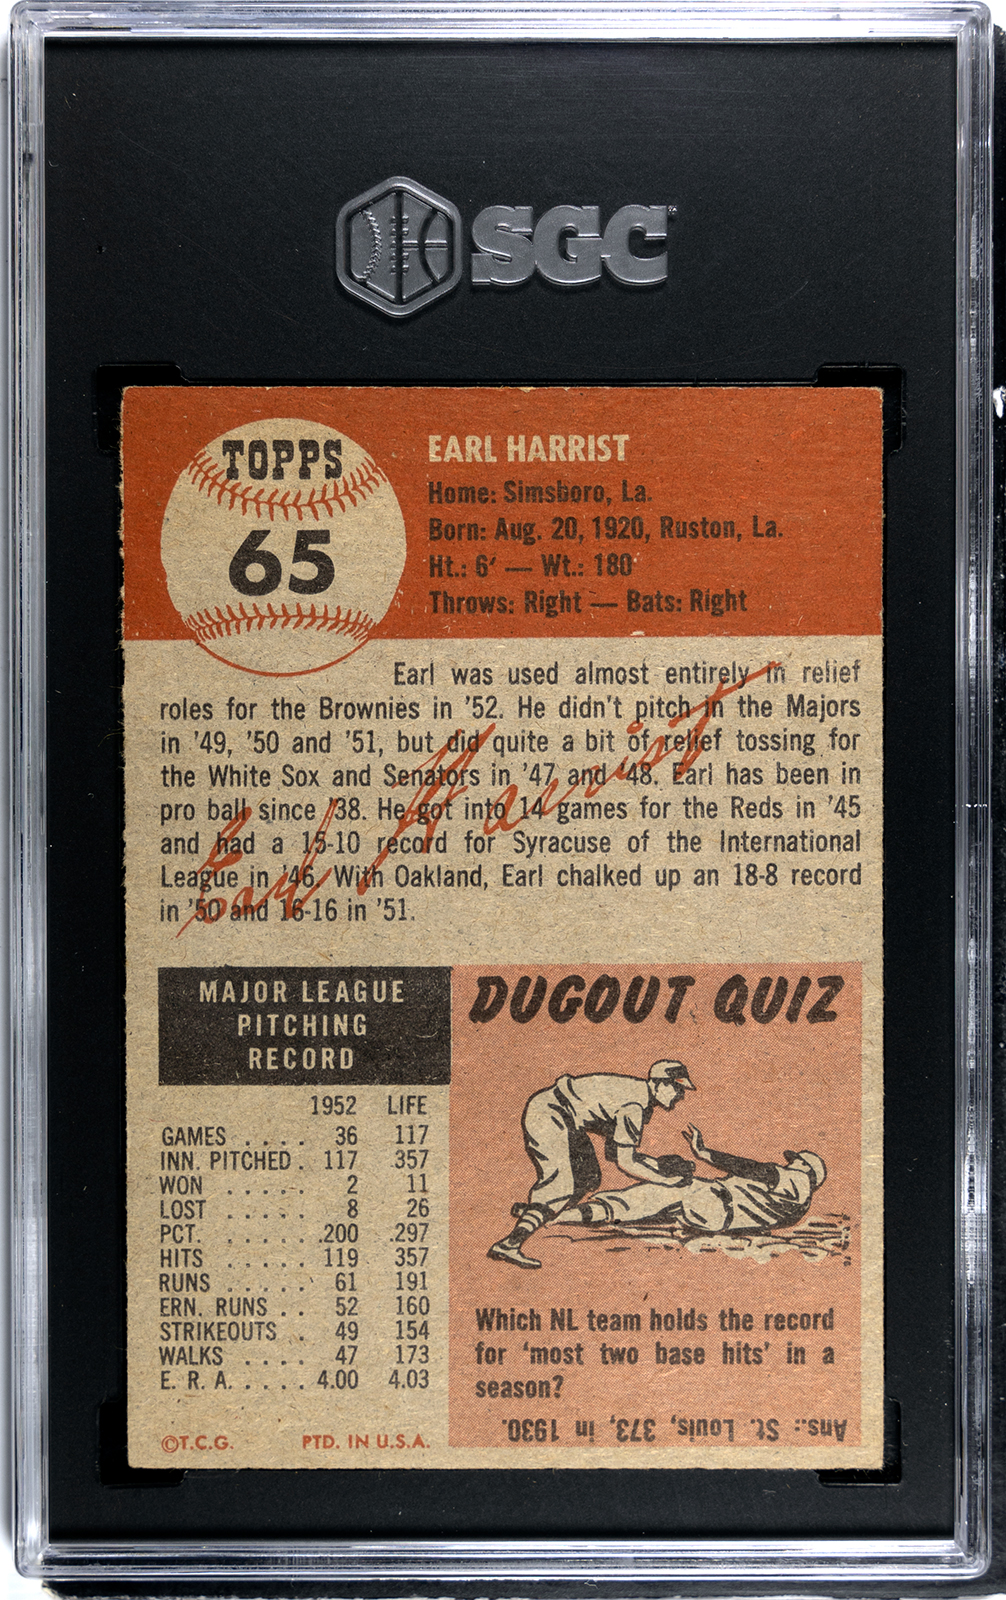 SGC
TOPPS
65
EARL HARRIST
Home: Simsboro, La.
Born: Aug. 20, 1920, Ruston, La.
Ht.: 6' — Wt.: 180
Throws: Right — Bats: Right
Earl was used almost entirely in relief
roles for the Brownies in '52. He didn't pitch in the Majors
in '49, '50 and '51, but did quite a bit of relief tossing for
the White Sox and Senators in '47 and '48. Earl has been in
pro ball since '38. He got into 14 games for the Reds in '45
and had a 15-10 record for Syracuse of the International
League in '46. With Oakland, Earl chalked up an 18-8 record
in '50 and 16-16 in '51.
Earl Harrist
MAJOR LEAGUE
PITCHING
RECORD
1952 LIFE
GAMES .... 36 117
INN. PITCHED . 117 357
WON ..... 2 11
LOST ..... 8 26
PCT. ...... .200 .297
HITS ..... 119 357
RUNS ..... 61 191
ERN. RUNS .. 52 160
STRIKEOUTS . 49 154
WALKS .... 47 173
E. R. A. .... 4.00 4.03
©T.C.G. PTD. IN U.S.A.
DUGOUT QUIZ
Which NL team holds the record
for 'most two base hits' in a
season?
Ans.: St. Louis, 373, in 1930.